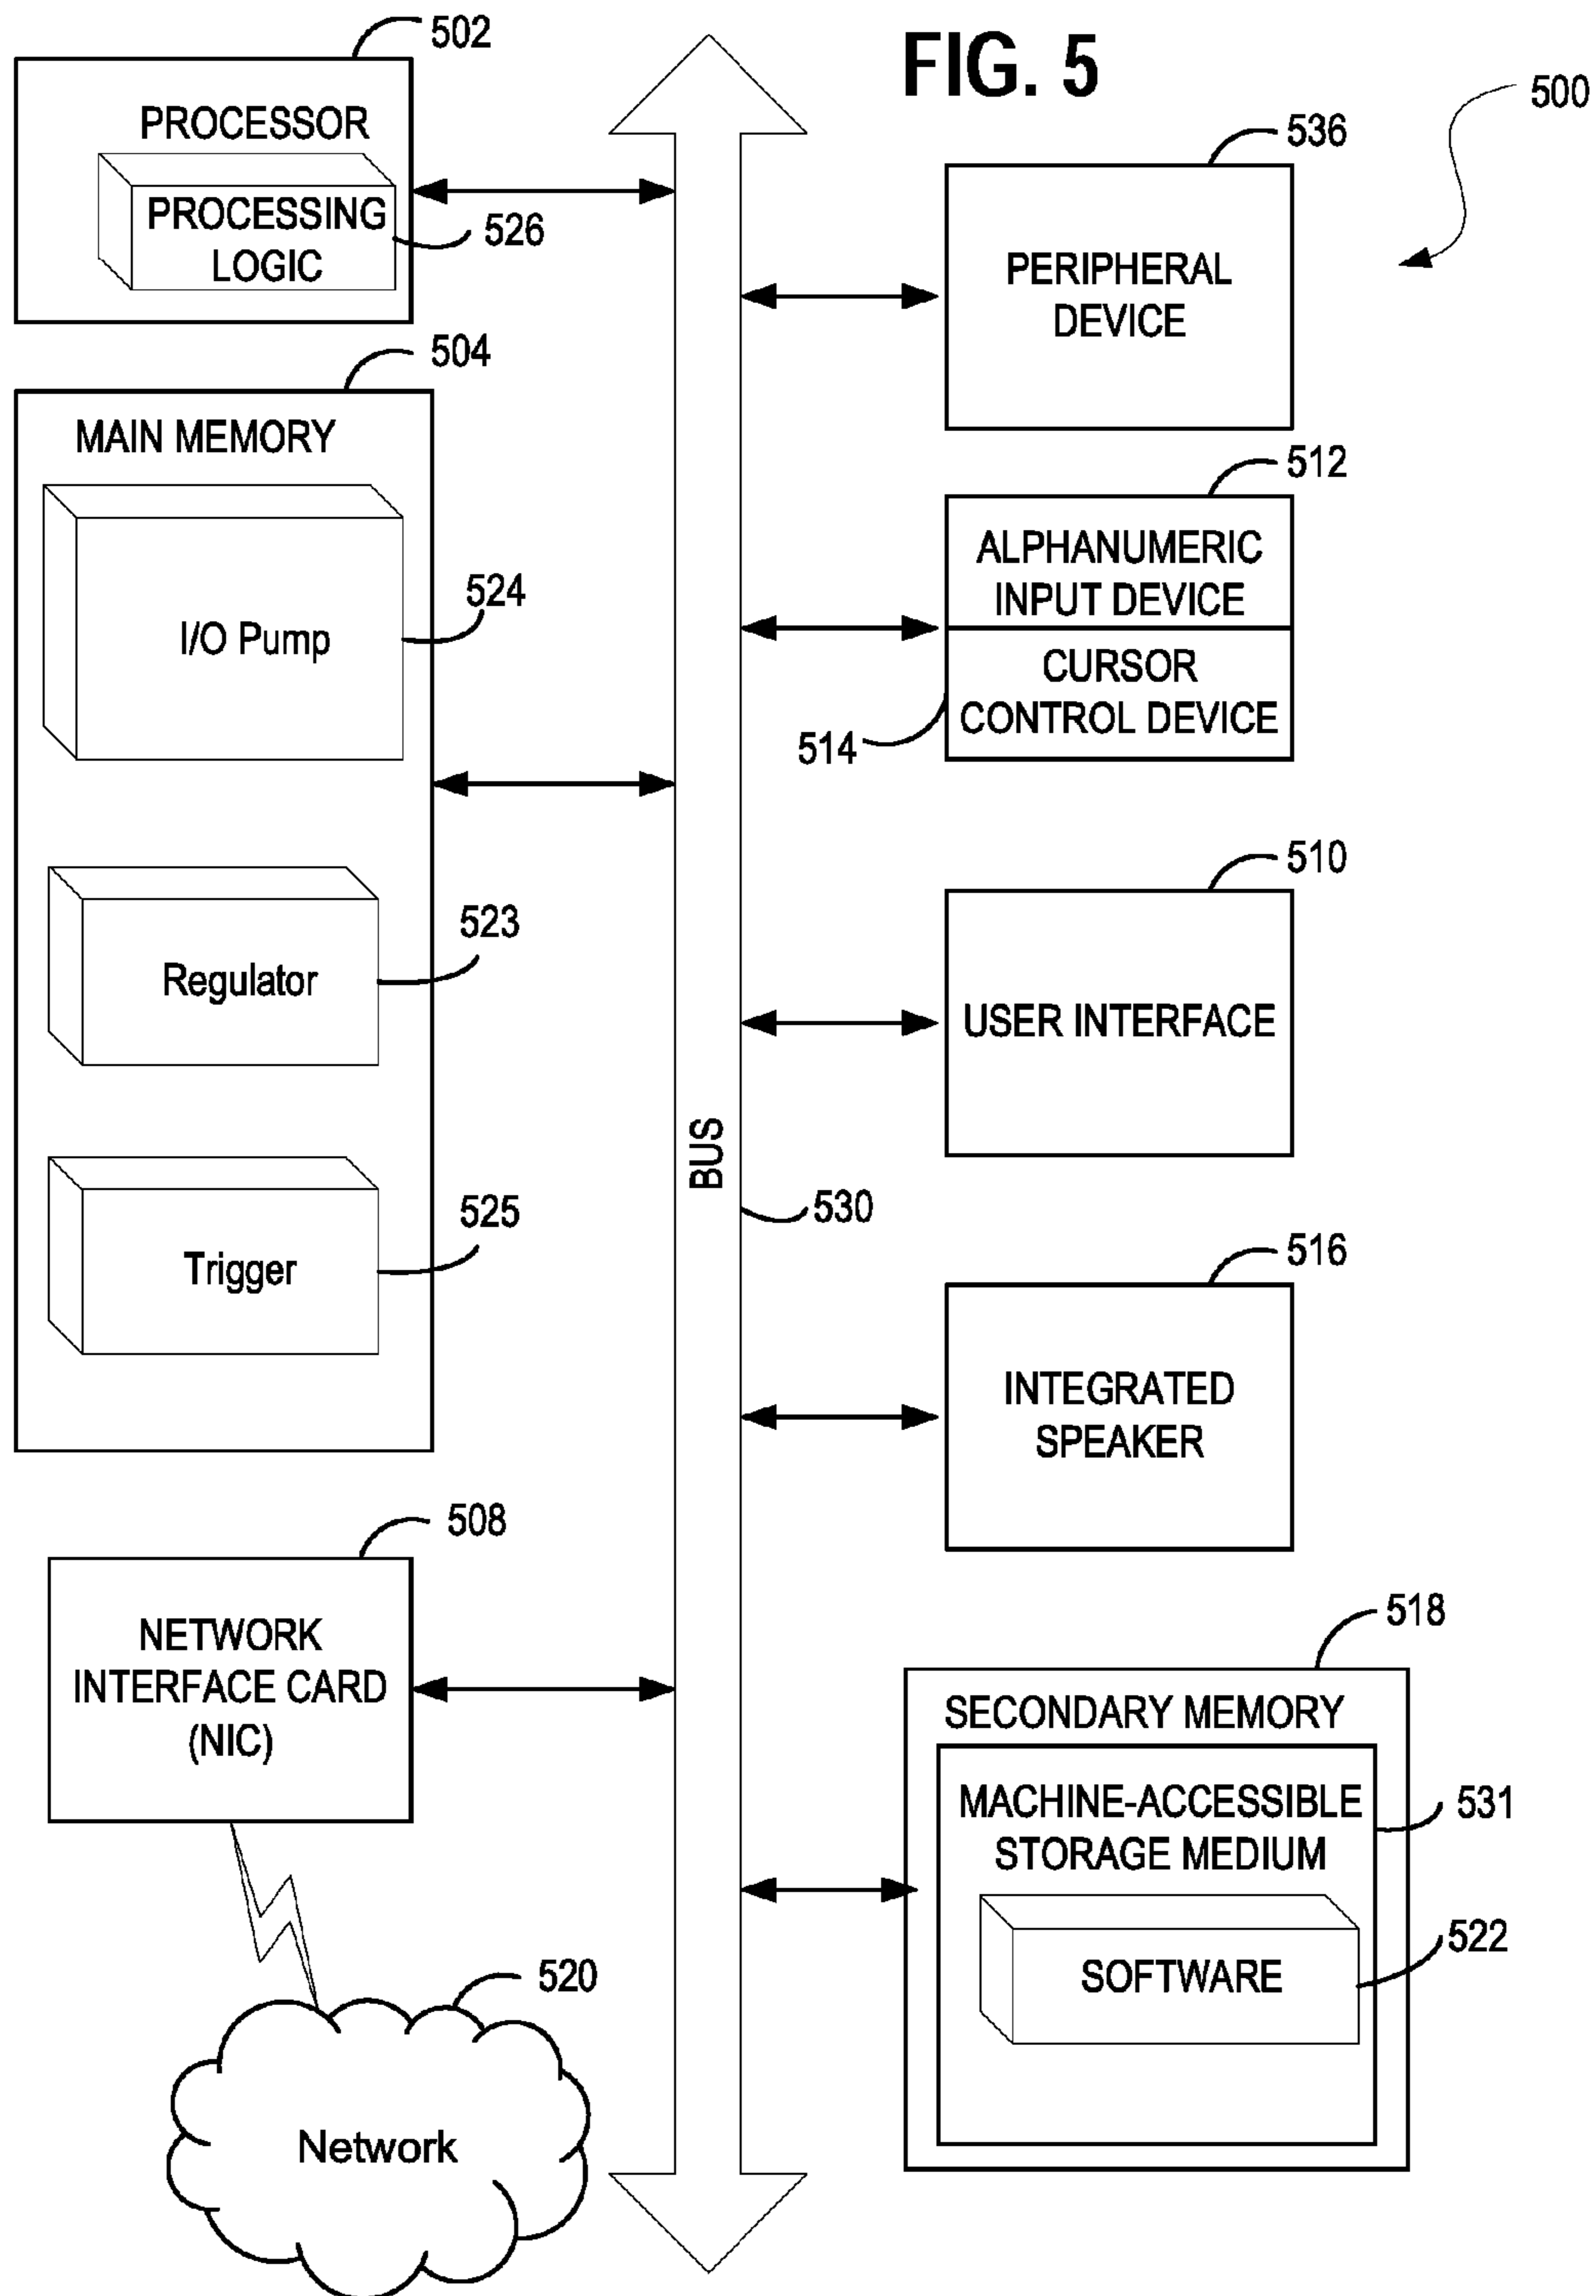 FIG. 5
500
502
PROCESSOR
PROCESSING
LOGIC
526
504
MAIN MEMORY
I/O Pump
524
Regulator
523
Trigger
525
508
NETWORK
INTERFACE CARD
(NIC)
520
Network
BUS
530
536
PERIPHERAL
DEVICE
512
ALPHANUMERIC
INPUT DEVICE
CURSOR
CONTROL DEVICE
514
510
USER INTERFACE
516
INTEGRATED
SPEAKER
518
SECONDARY MEMORY
MACHINE-ACCESSIBLE
STORAGE MEDIUM
531
SOFTWARE
522